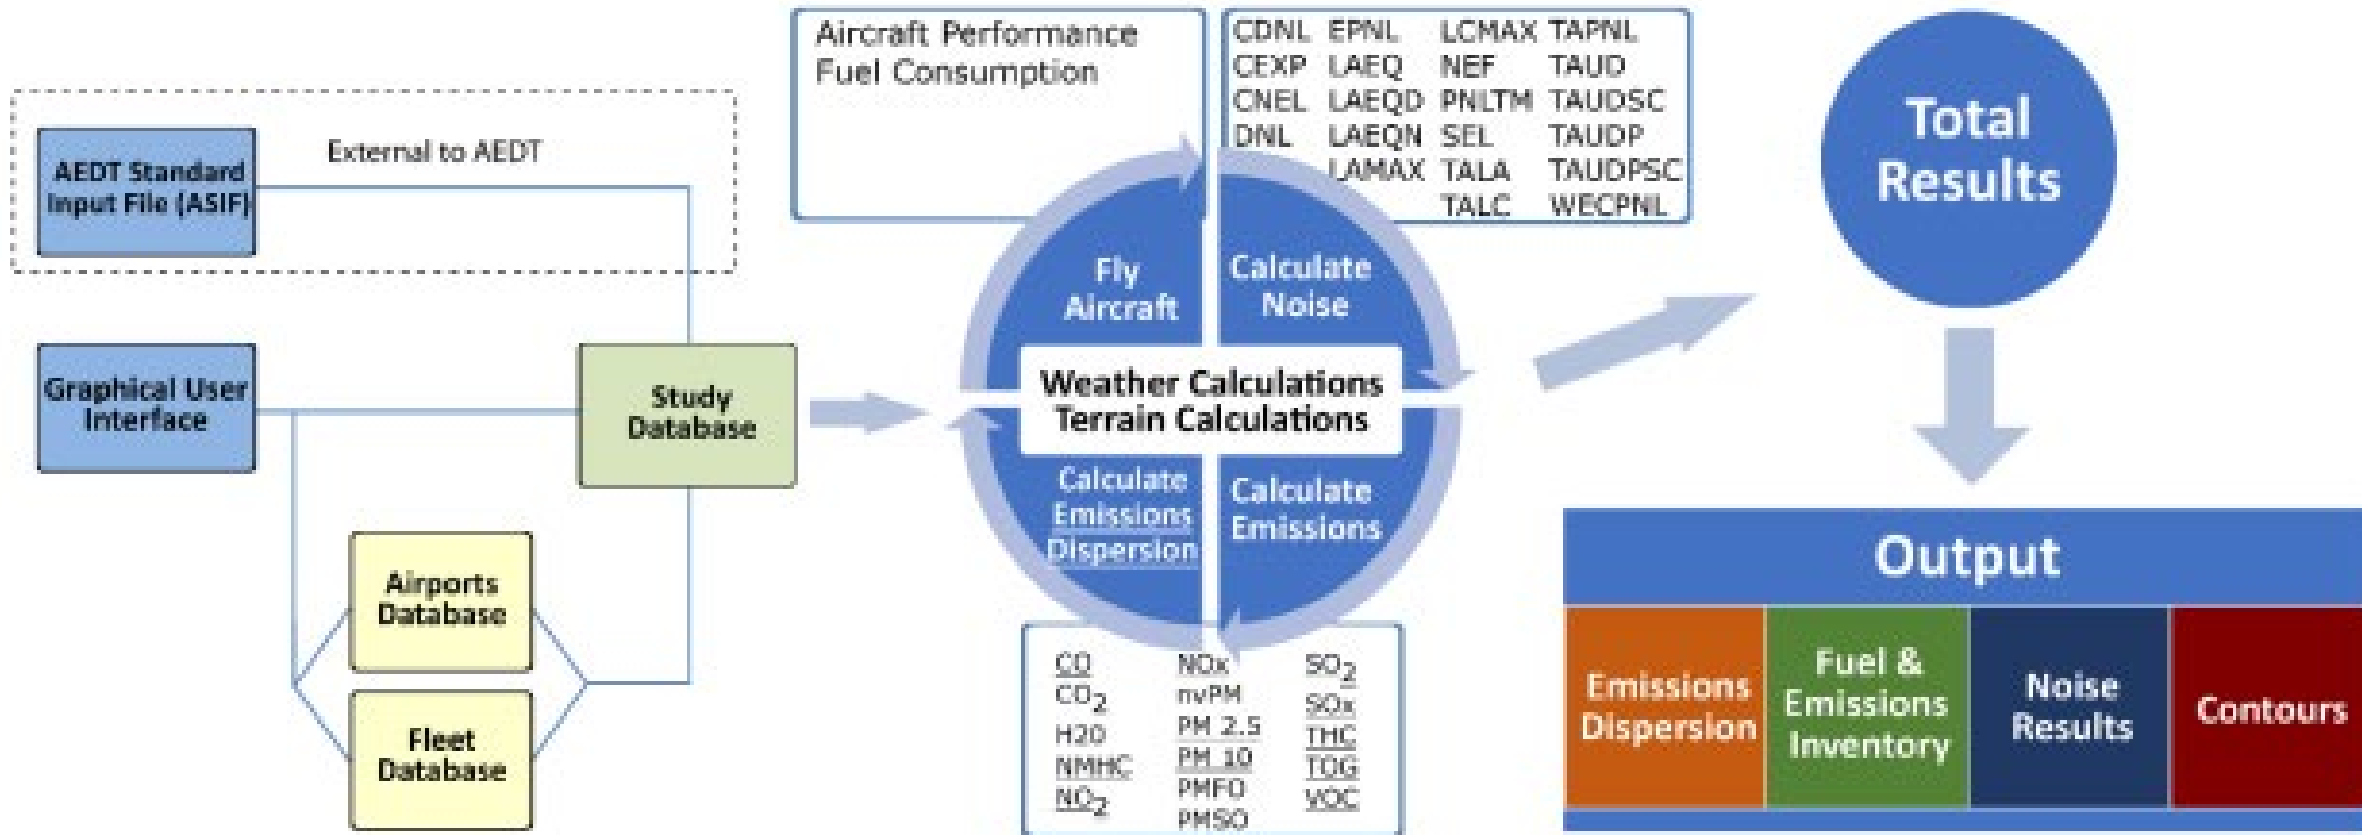 AEDT Standard
Input File (ASIF)
External to AEDT
Graphical User
Interface
Study
Database
Airports
Database
Fleet
Database
Aircraft Performance
Fuel Consumption
CDNL EPNL LCMAX TAPNL
CEXP LAEQ NEF TAUD
CNEL LAEQD PNLTM TAUDSC
DNL LAEQN SEL TAUDP
LAMAX TALA TAUDPSC
TALC WECPNL
Fly
Aircraft
Calculate
Noise
Weather Calculations
Terrain Calculations
Calculate
Emissions
Dispersion
Calculate
Emissions
CO NOx SO2
CO2 nvPM SOx
H20 PM 2.5 THC
NMHC PM 10 TOG
NO2 PMFO VOC
PMSO
Total
Results
Output
Emissions
Dispersion
Fuel &
Emissions
Inventory
Noise
Results
Contours